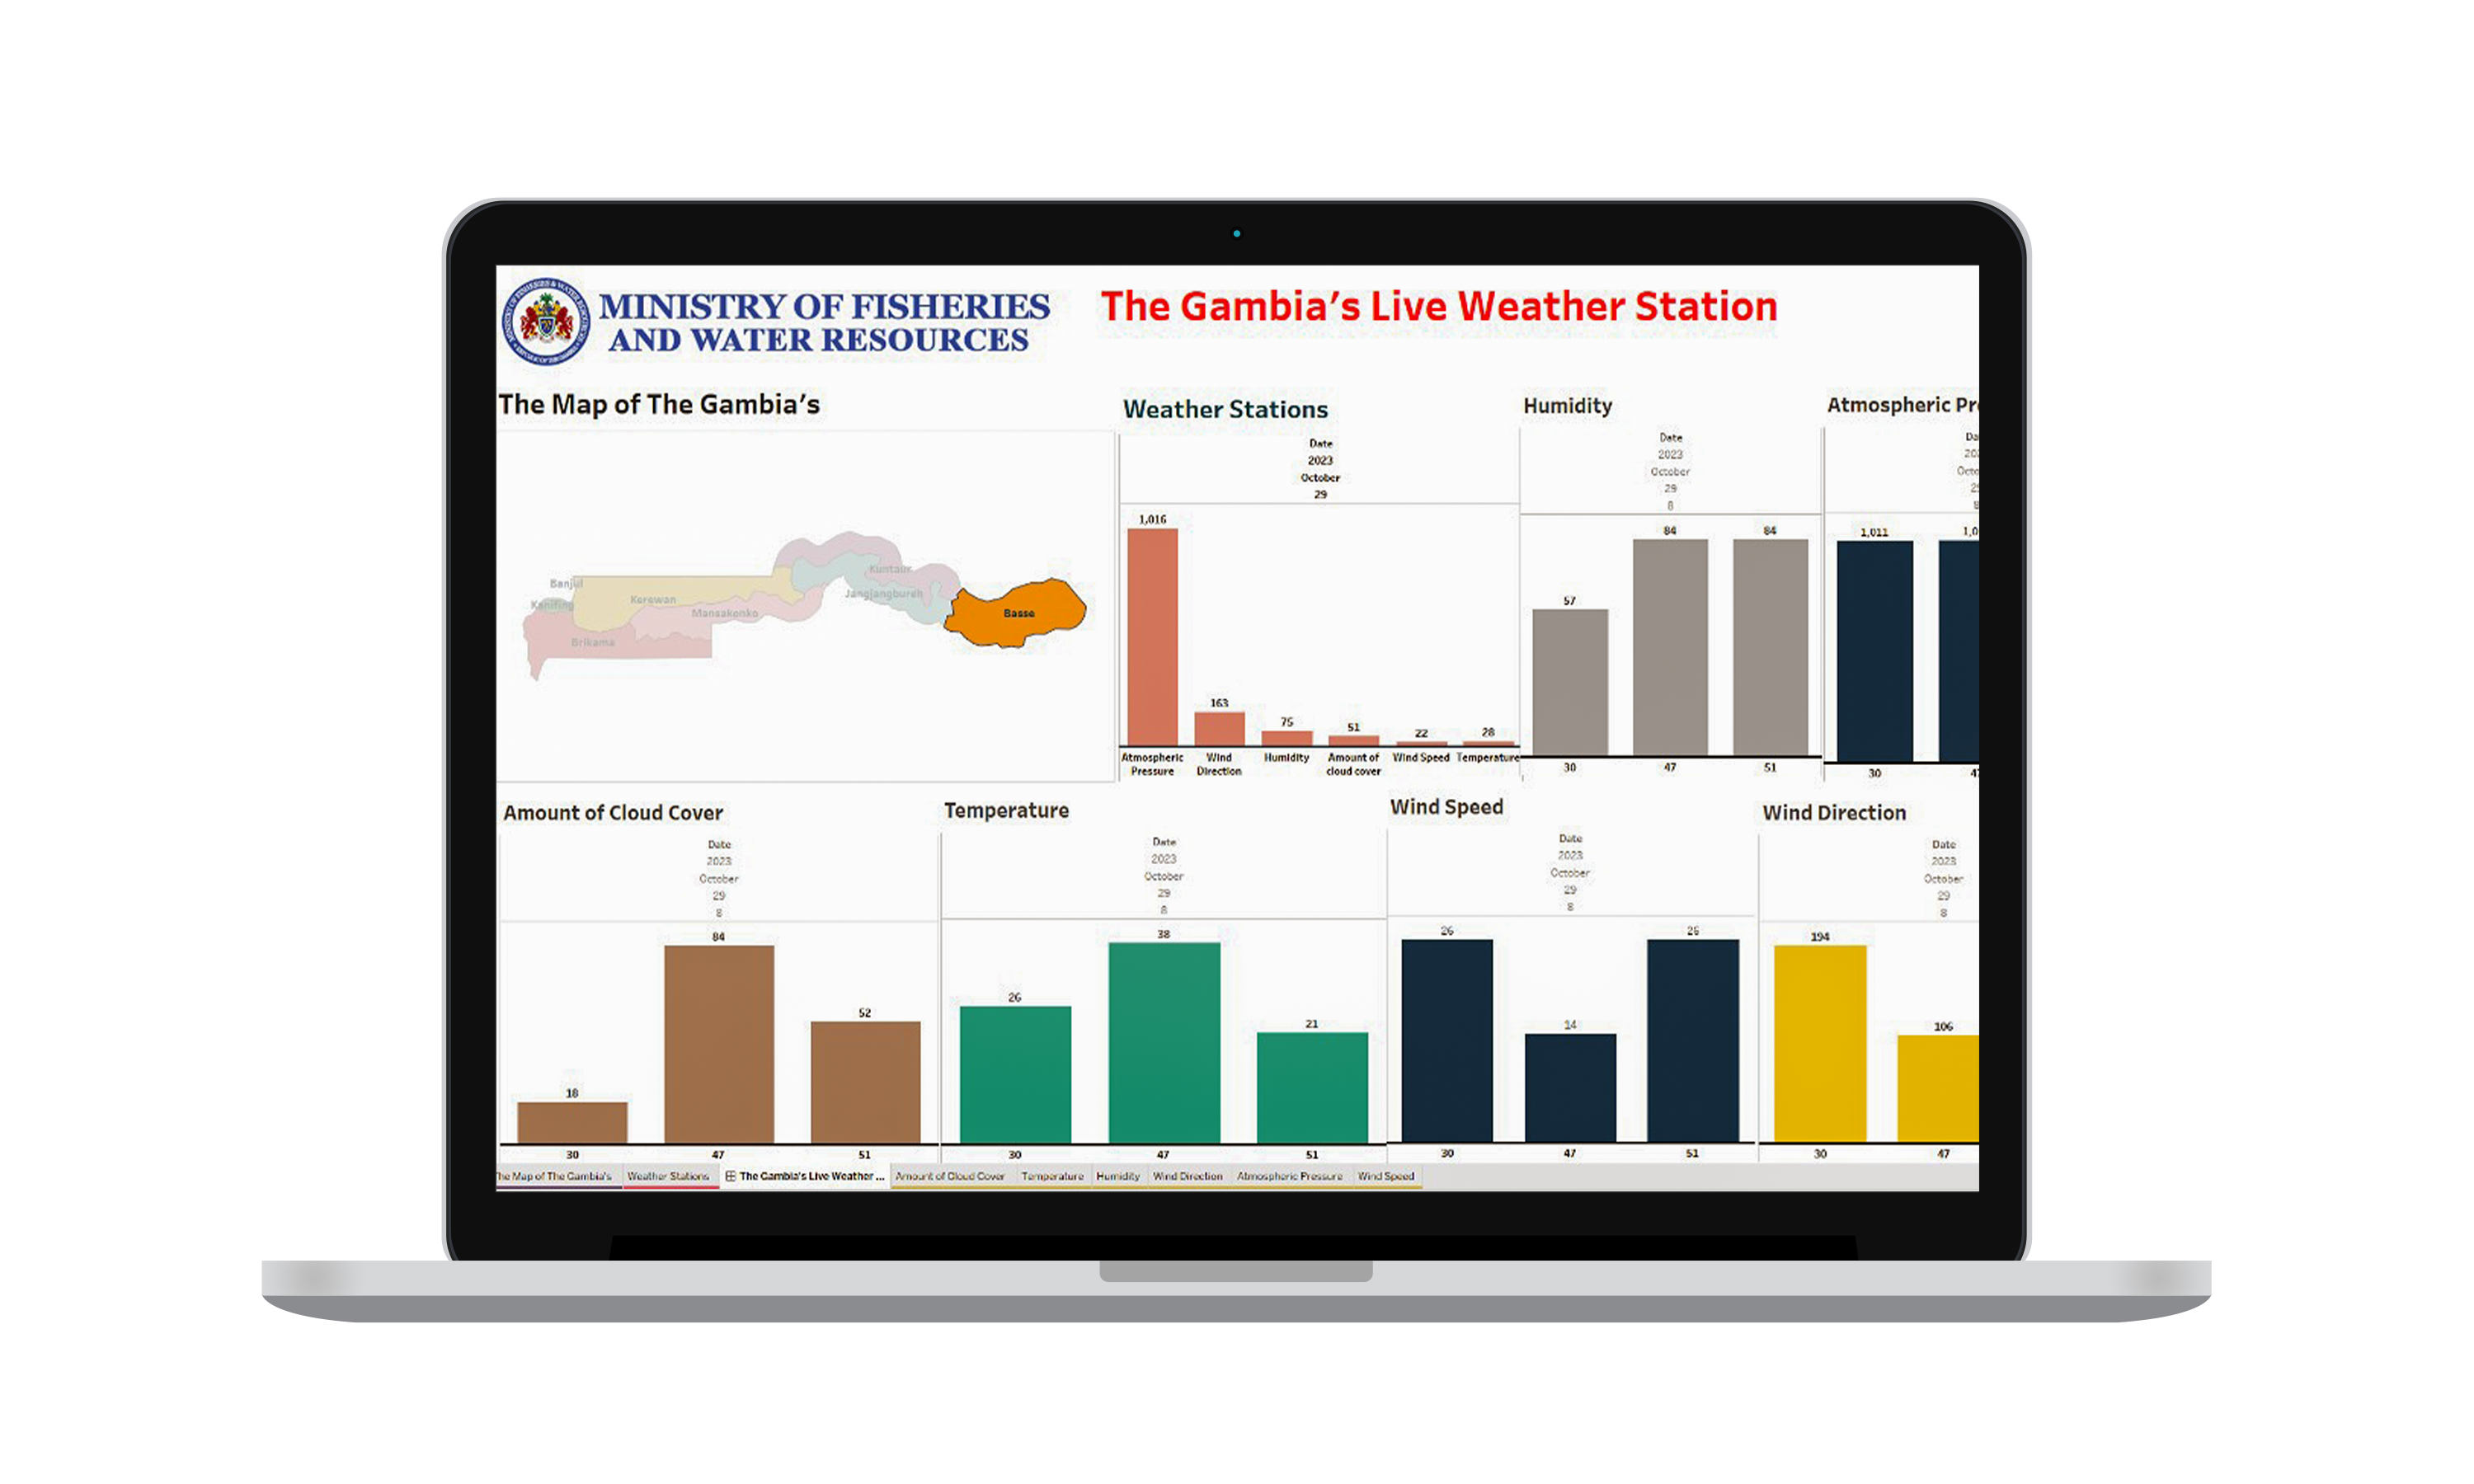 MINISTRY OF FISHERIES
AND WATER RESOURCES
The Gambia's Live Weather Station
The Map of The Gambia's
Banjul
Kanifing
Kerewan
Mansakonko
Brikama
Kuntaur
Janjangbureh
Basse
Weather Stations
Date
2023
October
29
1,016
163
75
51
22
28
Atmospheric Pressure
Wind Direction
Humidity
Amount of cloud cover
Wind Speed
Temperature
Humidity
Date
2023
October
29
8
57
84
84
30
47
51
Atmospheric Pr
Da
20
Octo
2
8
1,011
1,0
30
47
Amount of Cloud Cover
Date
2023
October
29
8
18
84
52
30
47
51
Temperature
Date
2023
October
29
8
26
38
21
30
47
51
Wind Speed
Date
2023
October
29
8
26
14
26
30
47
51
Wind Direction
Date
2023
October
29
8
194
106
30
47
he Map of The Gambia's
Weather Stations
The Gambia's Live Weather ...
Amount of Cloud Cover
Temperature
Humidity
Wind Direction
Atmospheric Pressure
Wind Speed